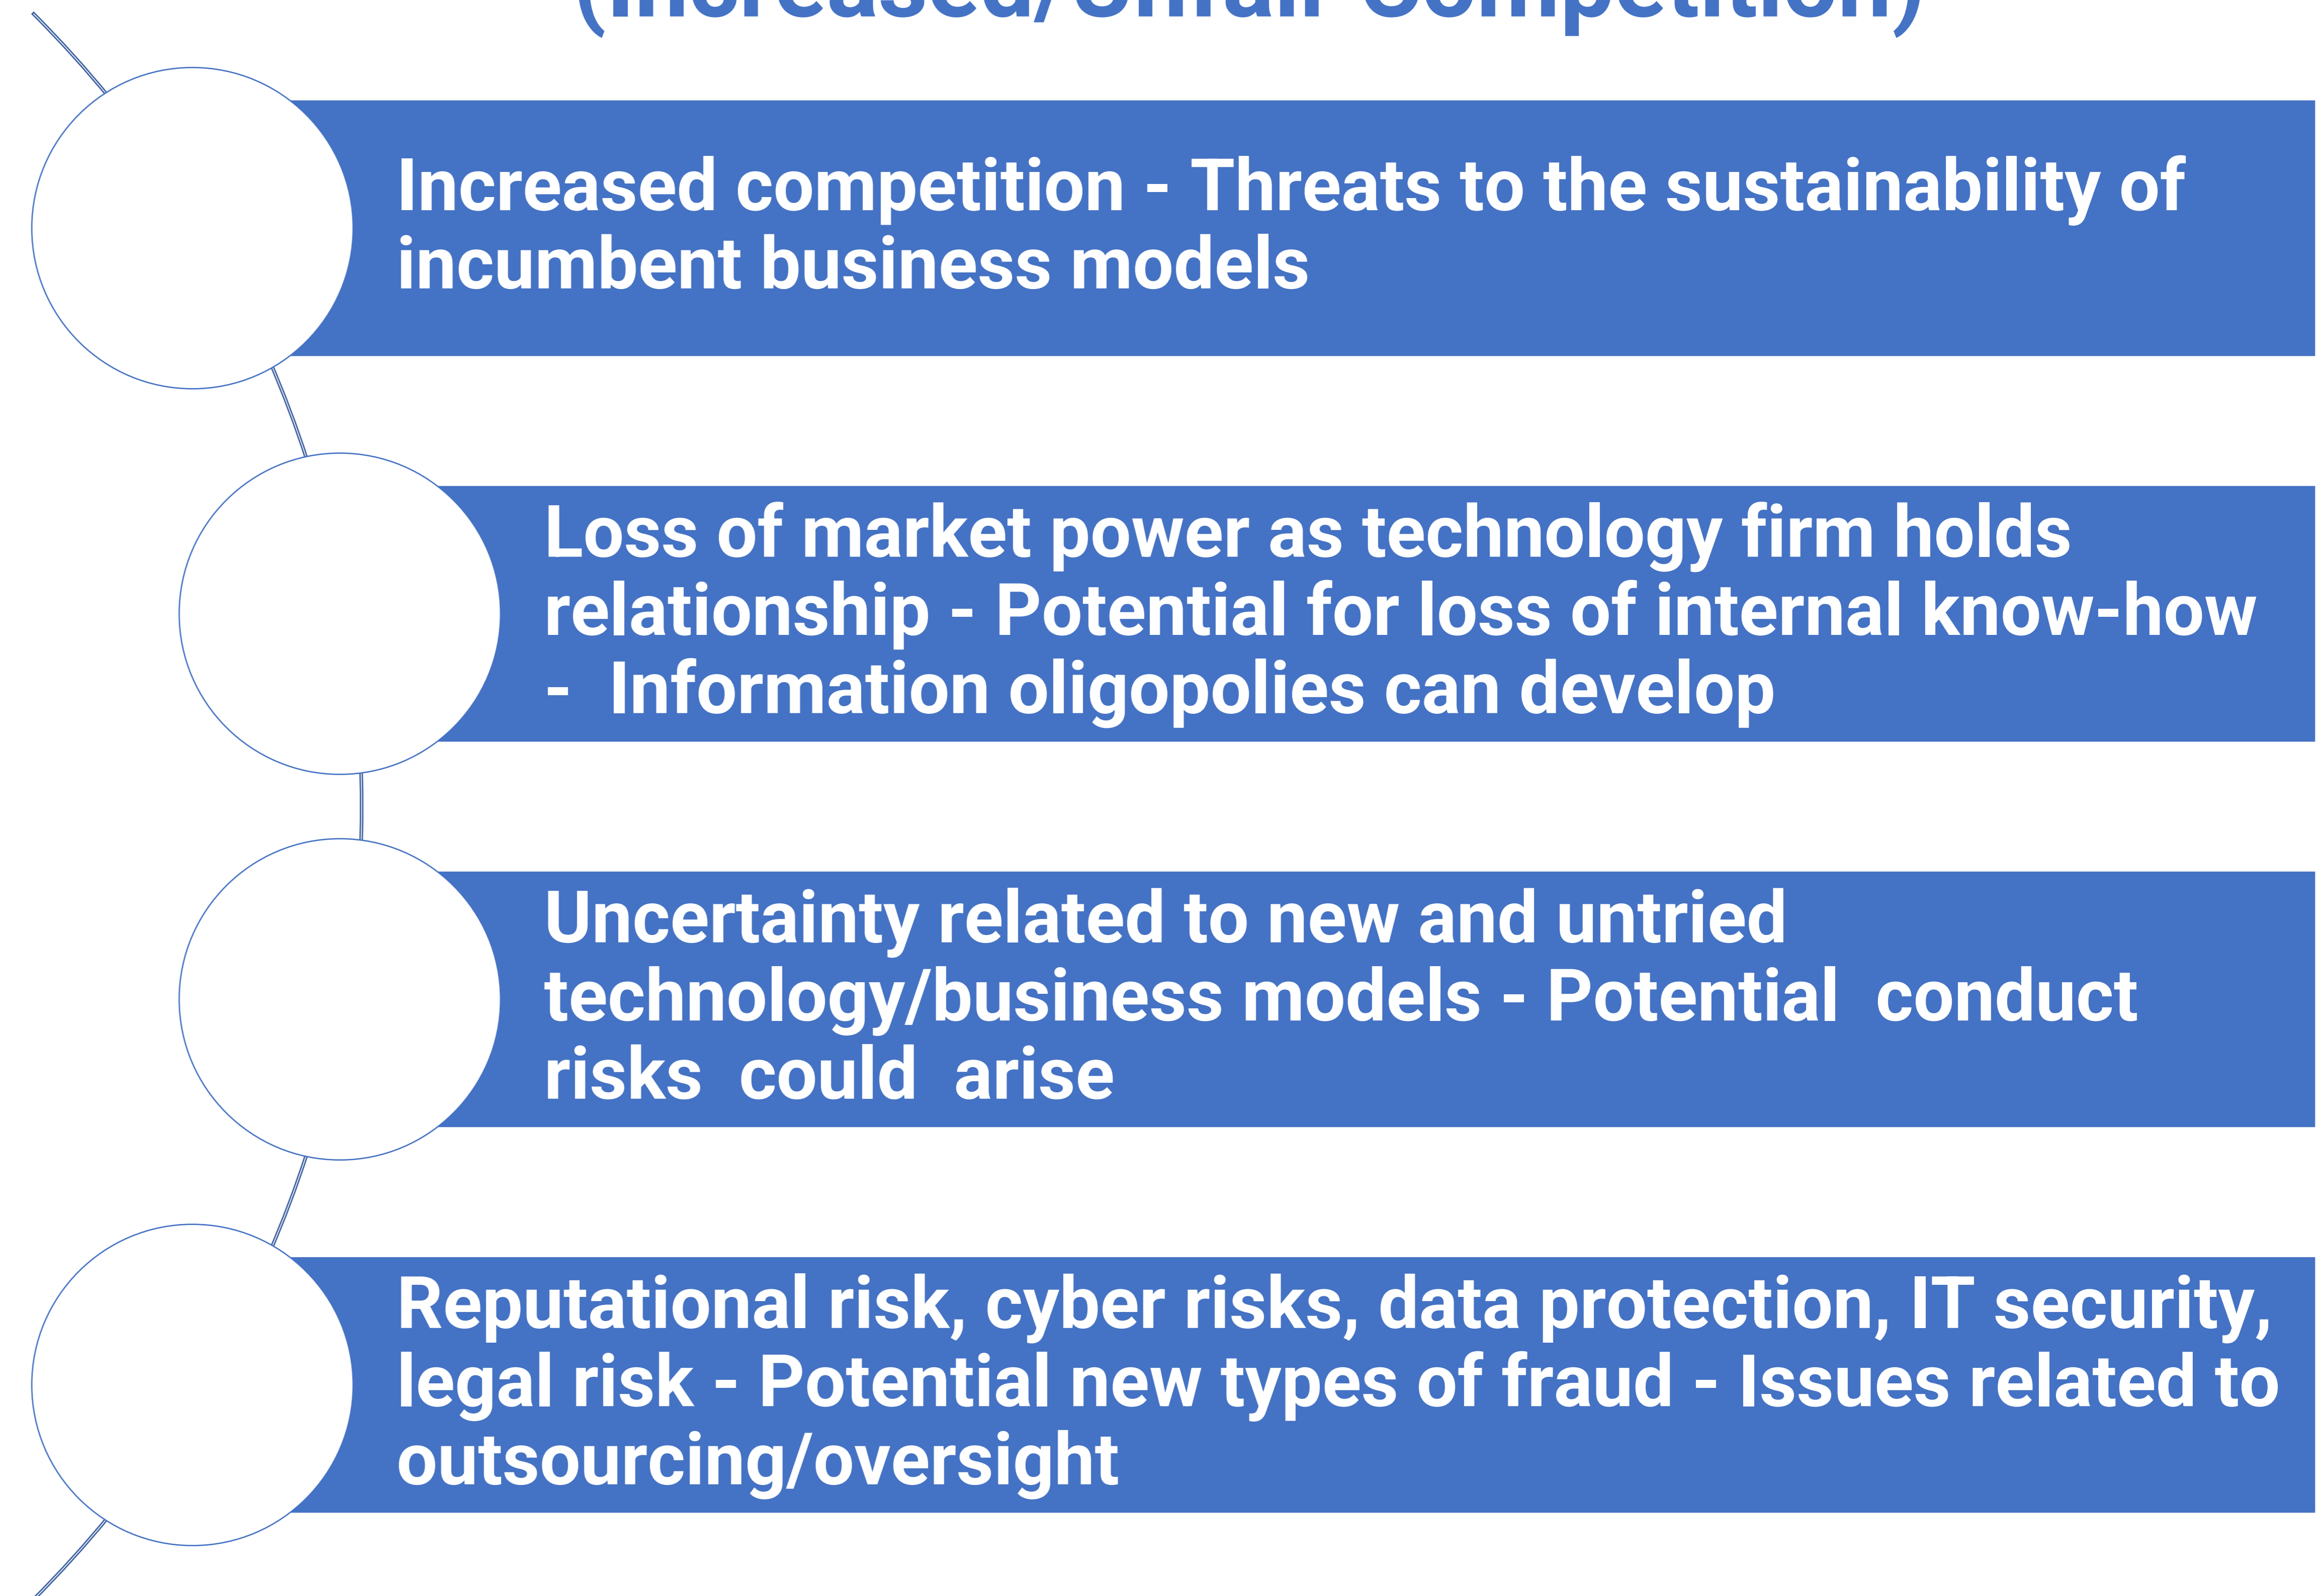 (Increased/Unfair Competition)
Increased competition - Threats to the sustainability of
incumbent business models
Loss of market power as technology firm holds
relationship - Potential for loss of internal know-how
- Information oligopolies can develop
Uncertainty related to new and untried
technology/business models - Potential conduct
risks could arise
Reputational risk, cyber risks, data protection, IT security,
legal risk - Potential new types of fraud - Issues related to
outsourcing/oversight